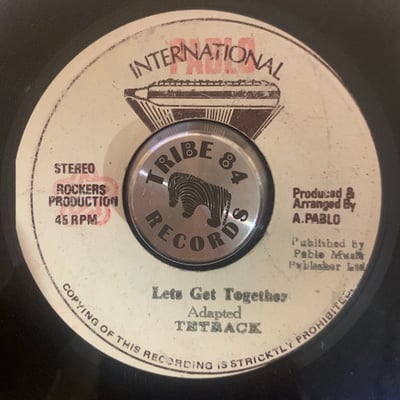 PABLO
INTERNATIONAL
STEREO
ROCKERS
PRODUCTION
45 RPM
TRIBE 84
RECORDS
Produced &
Arranged By
A. PABLO
Published by
Pablo Music
Publisher Ltd
Lets Get Together
Adapted
TETRACK
COPYING OF THIS RECORDING IS STRICTLY PROHIBITED.